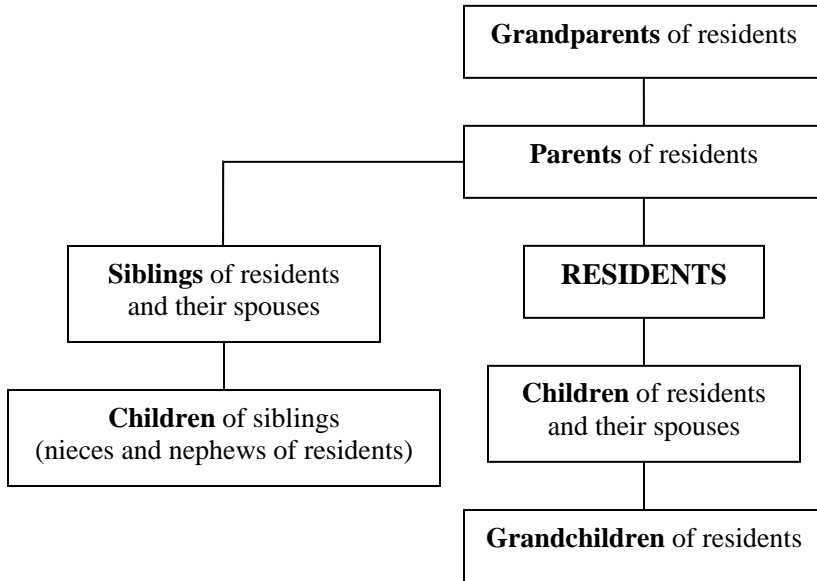 Grandparents of residents
Parents of residents
Siblings of residents
and their spouses
RESIDENTS
Children of siblings
(nieces and nephews of residents)
Children of residents
and their spouses
Grandchildren of residents